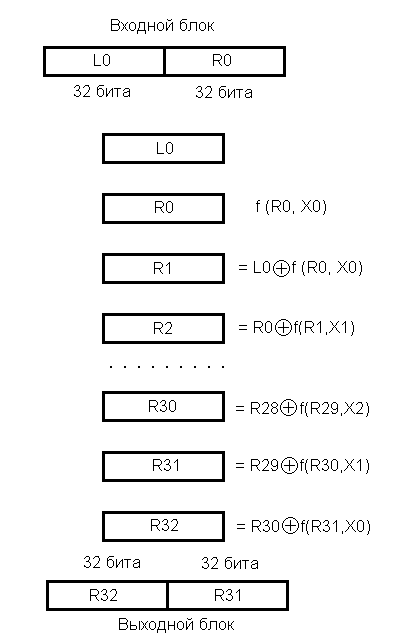 Входной блок
L0 R0
32 бита 32 бита
L0
R0 f (R0, X0)
R1 = L0⊕f (R0, X0)
R2 = R0⊕f(R1,X1)
. . . . . . . . .
R30 = R28⊕f(R29,X2)
R31 = R29⊕f(R30,X1)
R32 = R30⊕f(R31,X0)
32 бита 32 бита
R32 R31
Выходной блок